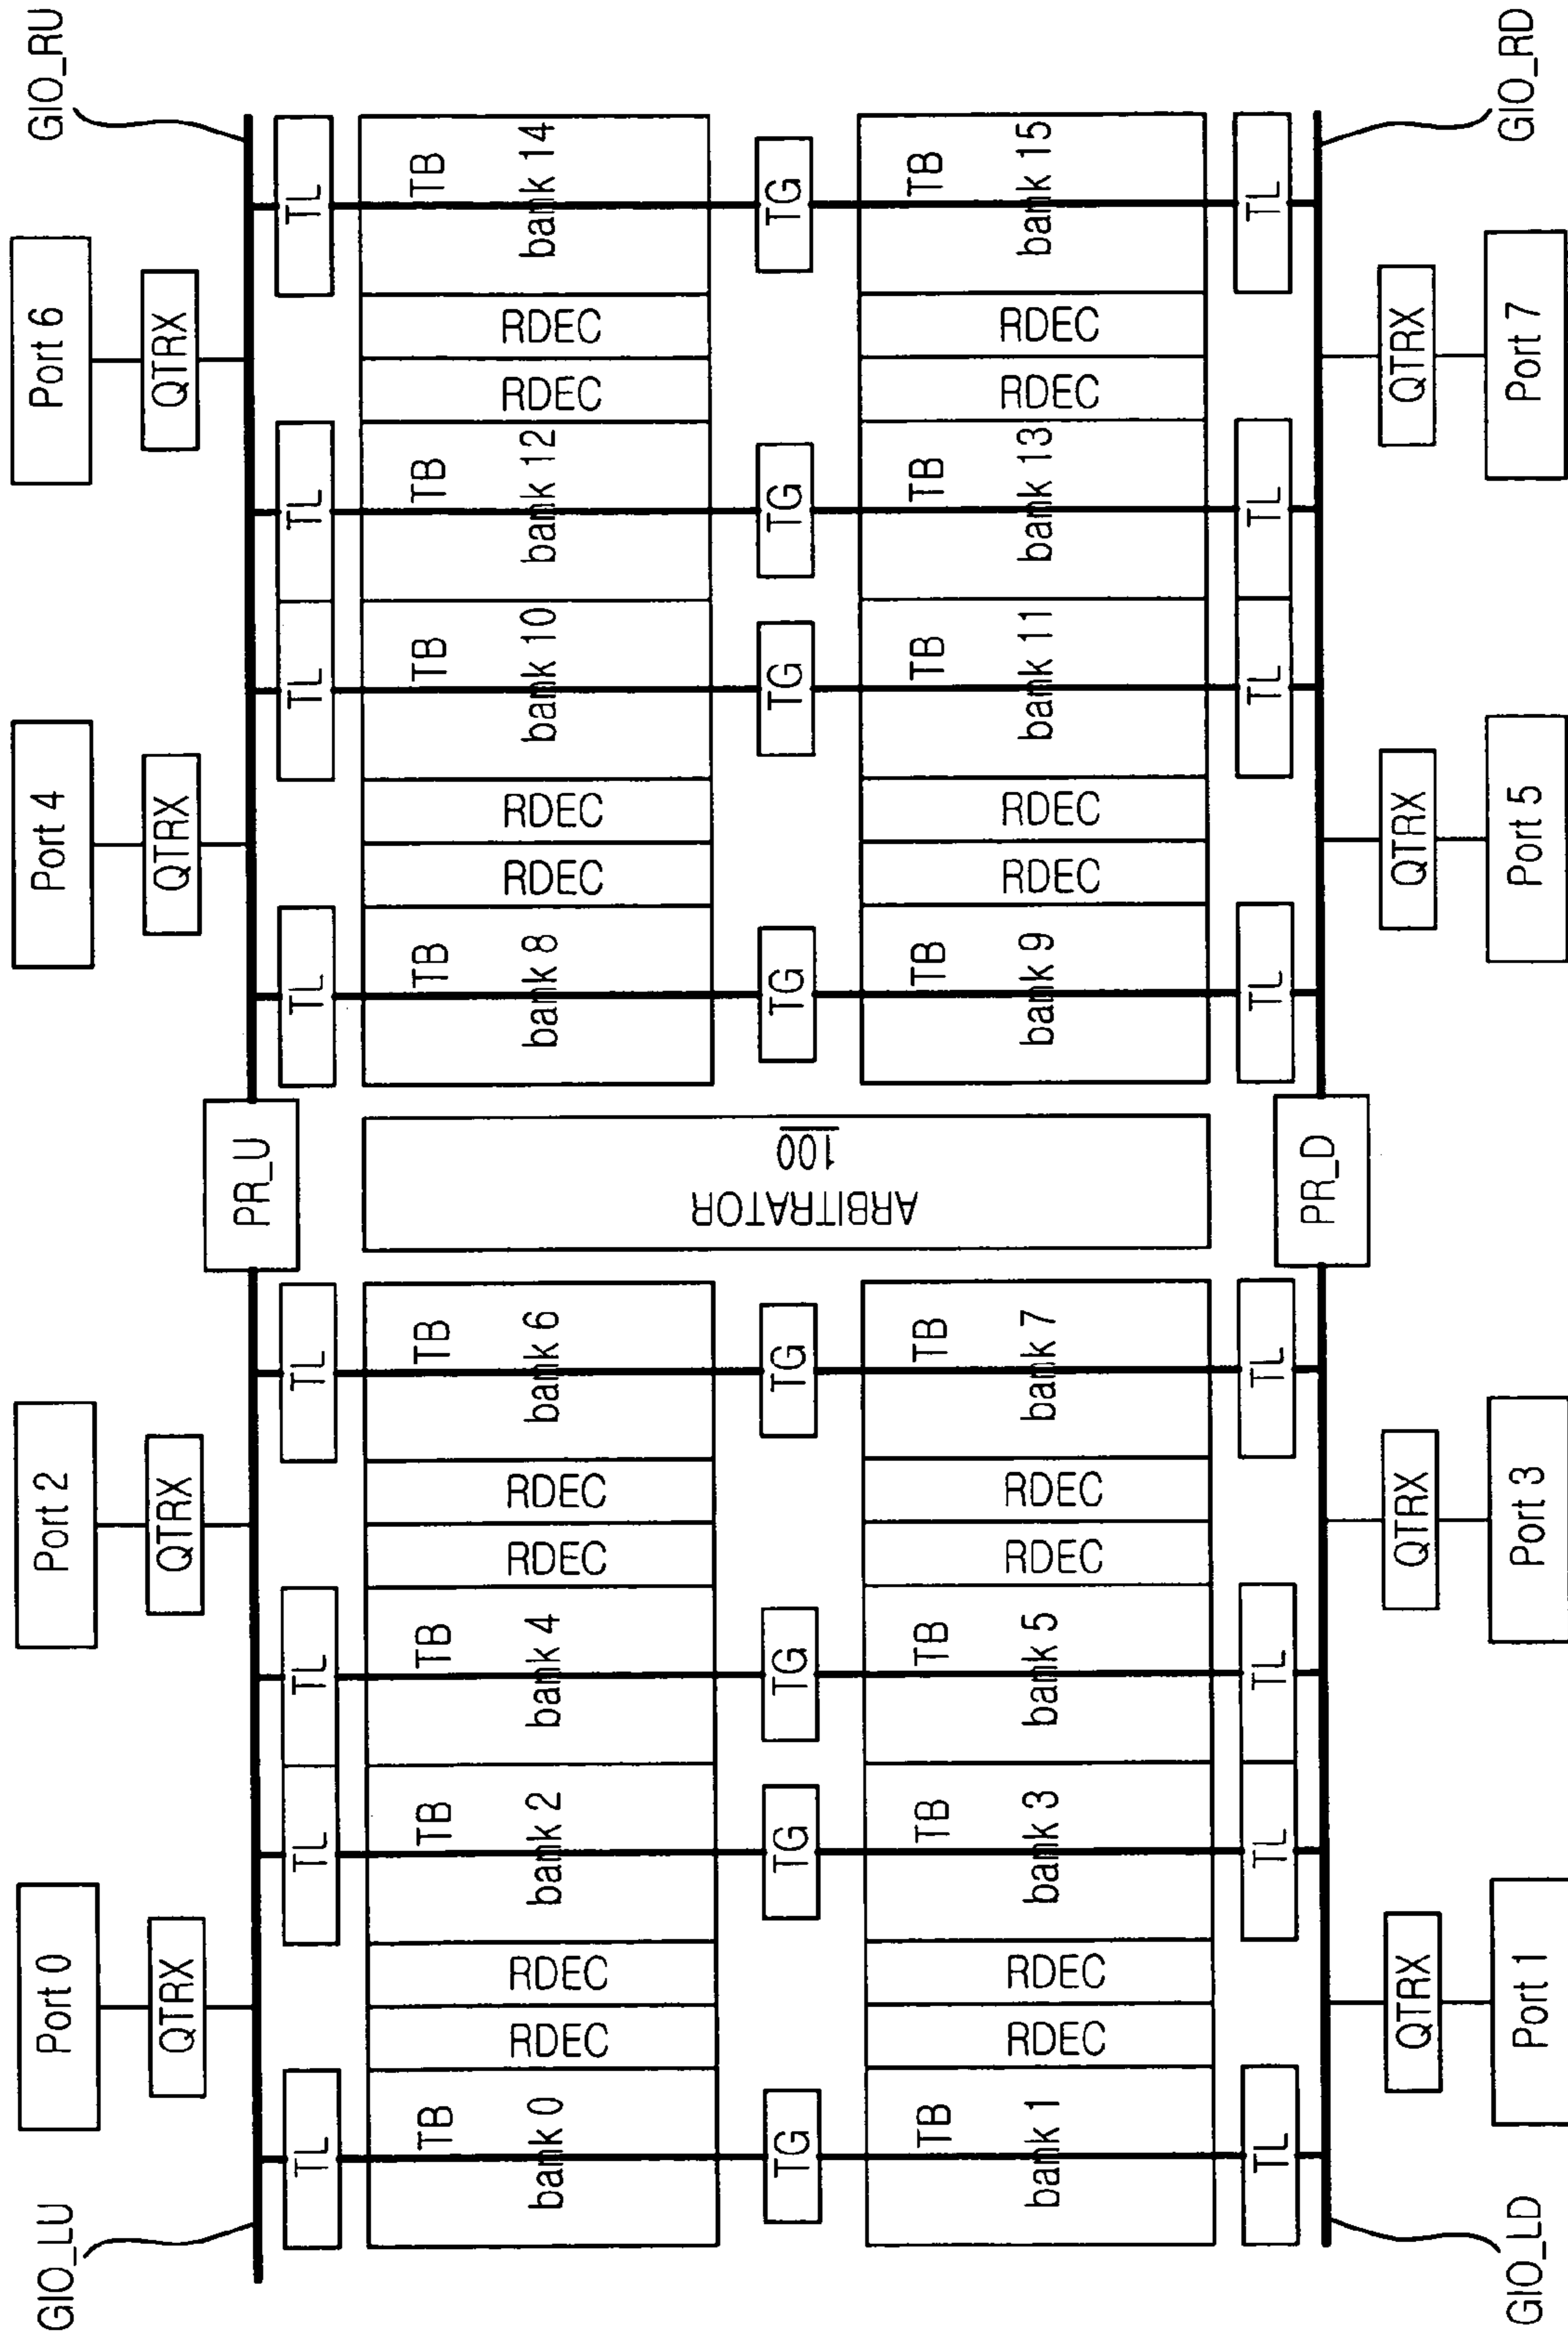 Port 0
Port 2
Port 4
Port 6
GIO_LU
QTRX
QTRX
QTRX
QTRX
GIO_RU
PR_U
TL
TL
TL
TL
TL
TL
TL
TL
TB
TB
TB
TB
TB
TB
TB
TB
bank 0
RDEC
RDEC
bank 2
bank 4
RDEC
RDEC
bank 6
bank 8
RDEC
RDEC
bank 10
bank 12
RDEC
RDEC
bank 14
TG
TG
TG
TG
ARBITRATOR
100
TG
TG
TG
TG
TB
TB
TB
TB
TB
TB
TB
TB
bank 1
RDEC
RDEC
bank 3
bank 5
RDEC
RDEC
bank 7
bank 9
RDEC
RDEC
bank 11
bank 13
RDEC
RDEC
bank 15
TL
TL
TL
TL
TL
TL
TL
TL
PR_D
GIO_LD
QTRX
QTRX
QTRX
QTRX
GIO_RD
Port 1
Port 3
Port 5
Port 7